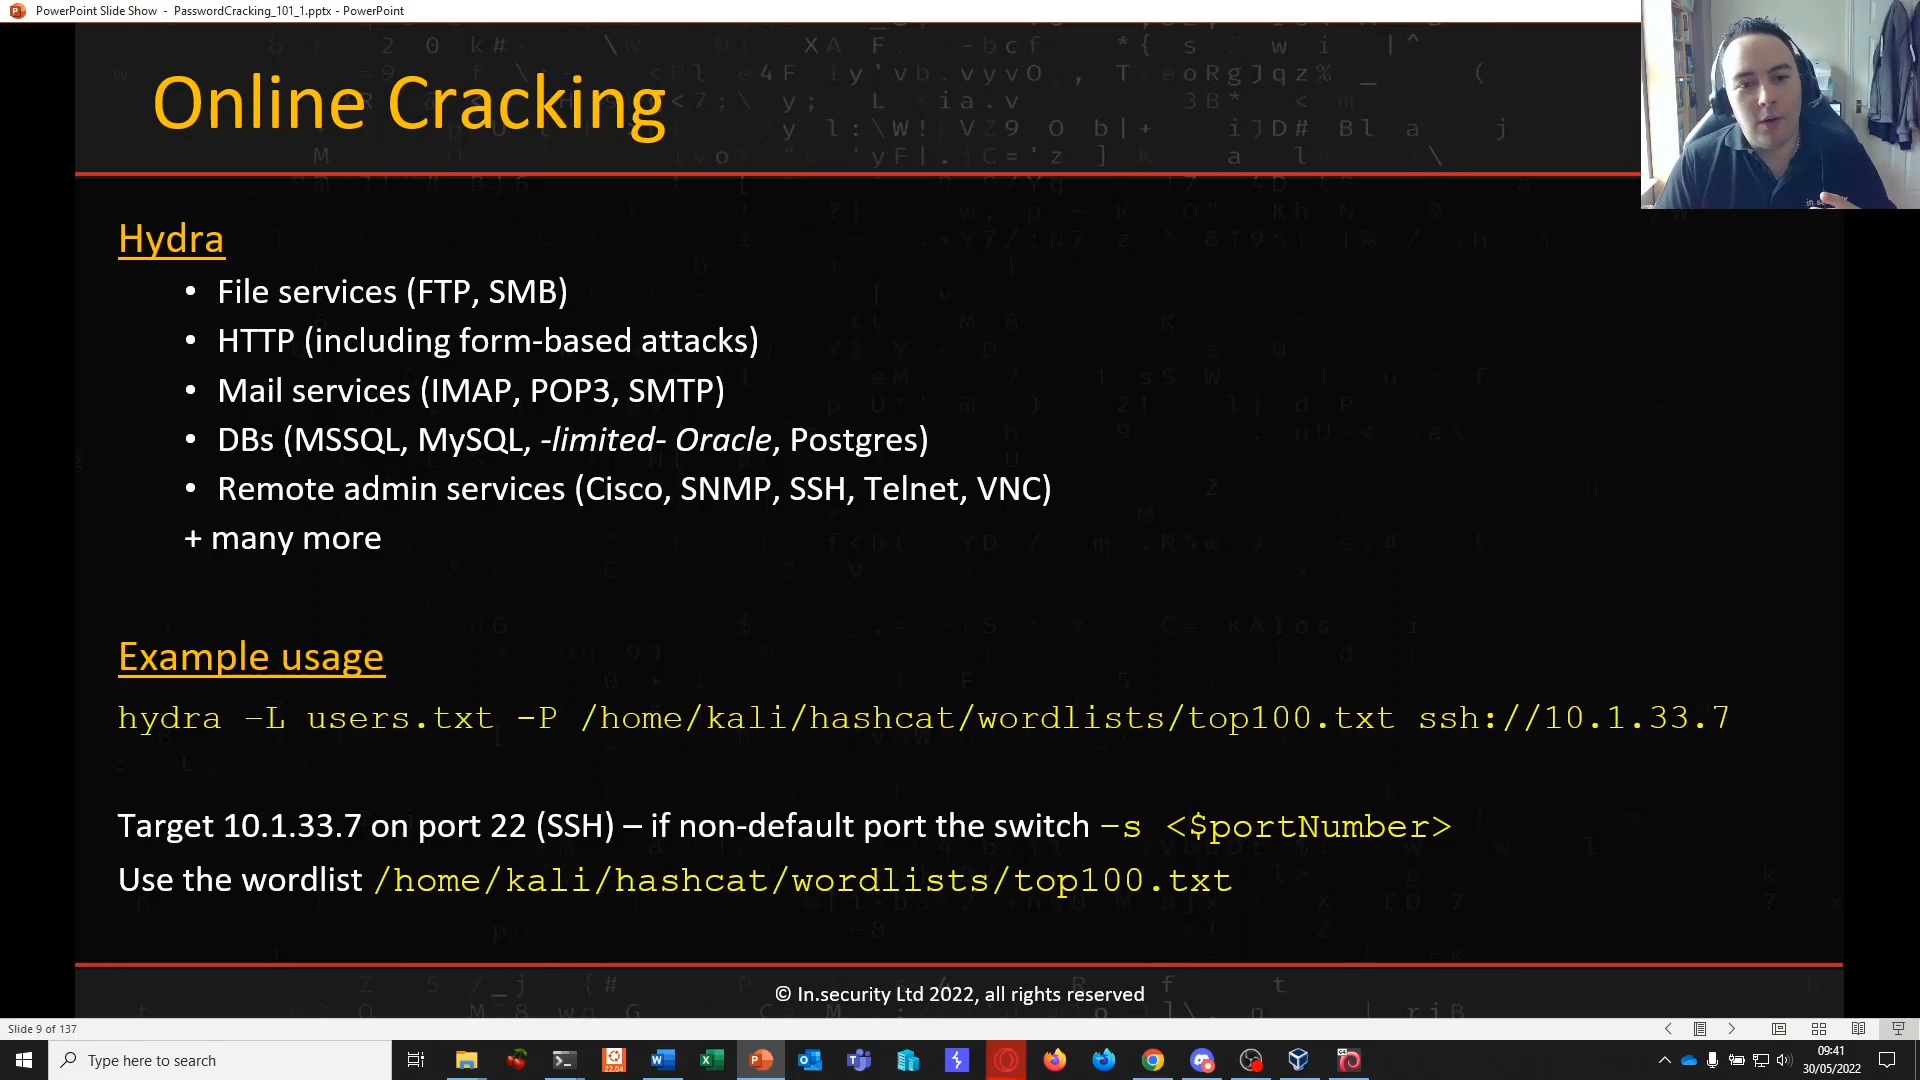 PowerPoint Slide Show - PasswordCracking_101_1.pptx - PowerPoint
Online Cracking
Hydra
• File services (FTP, SMB)
• HTTP (including form-based attacks)
• Mail services (IMAP, POP3, SMTP)
• DBs (MSSQL, MySQL, -limited- Oracle, Postgres)
• Remote admin services (Cisco, SNMP, SSH, Telnet, VNC)
+ many more
Example usage
hydra –L users.txt -P /home/kali/hashcat/wordlists/top100.txt ssh://10.1.33.7
Target 10.1.33.7 on port 22 (SSH) – if non-default port the switch –s <$portNumber>
Use the wordlist /home/kali/hashcat/wordlists/top100.txt
© In.security Ltd 2022, all rights reserved
Slide 9 of 137
Type here to search
22.04
09:41
30/05/2022